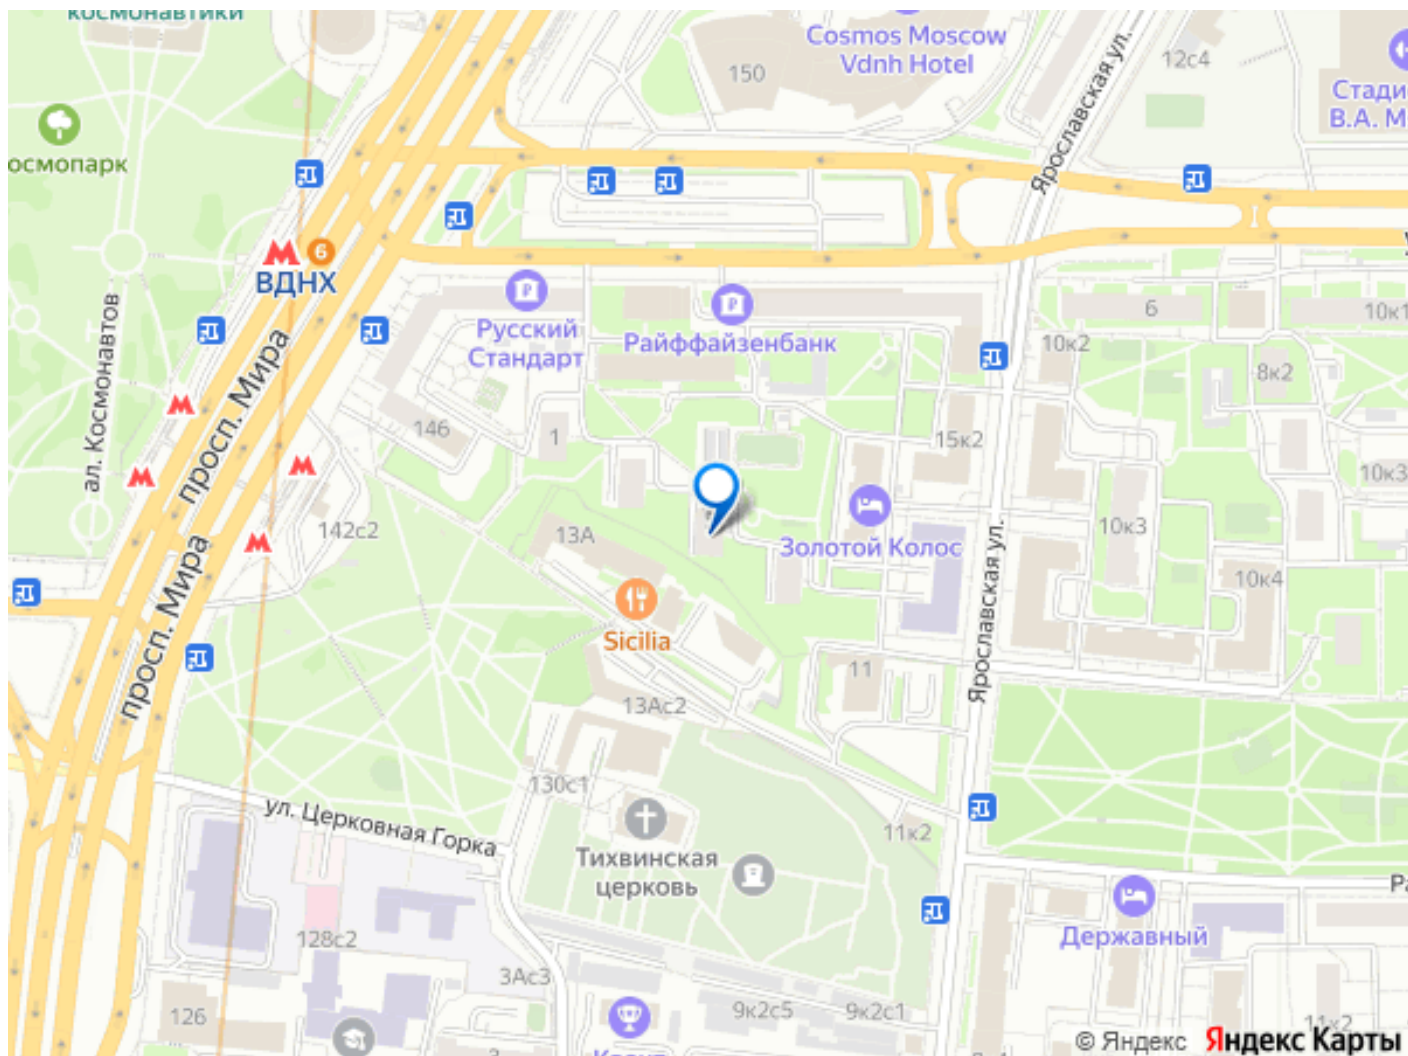 космонавтики
Cosmos Moscow
Vdnh Hotel
150
12с4
Ярославская ул.
осмопарк
6
ВДНХ
ал. Космонавтов
просп. Мира
Русский
Стандарт
Райффайзенбанк
10к2
6
8к2
146
1
15к2
10к3
142с2
13А
Золотой Колос
10к3
10к4
просп. Мира
Sicilia
Ярославская ул.
11
13Ас2
130с1
ул. Церковная Горка
Тихвинская
церковь
11к2
Державный
128с2
3Ас3
126
9к2с5
9к2с1
11к2
© Яндекс Яндекс Карты